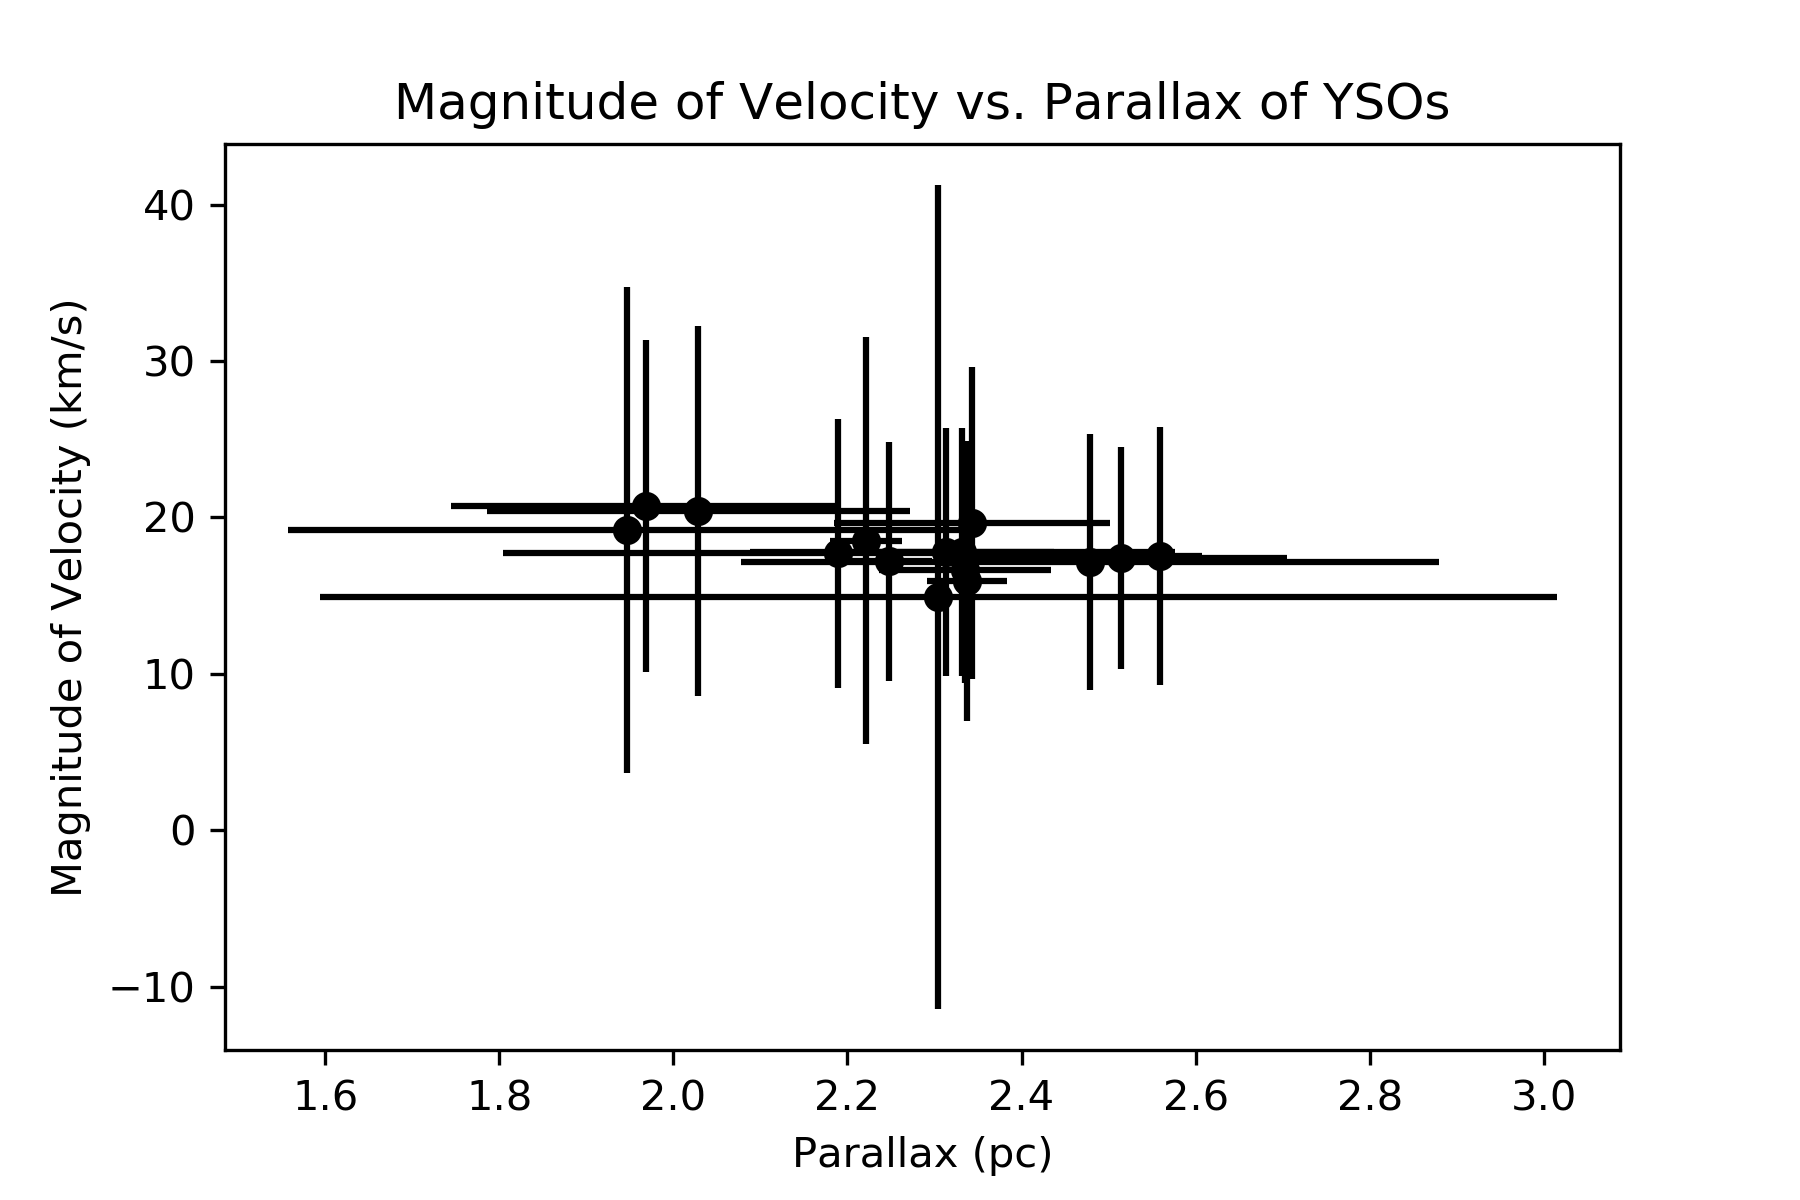 Magnitude of Velocity vs. Parallax of YSOs
Magnitude of Velocity (km/s)
40
30
20
10
0
−10
1.6 1.8 2.0 2.2 2.4 2.6 2.8 3.0
Parallax (pc)